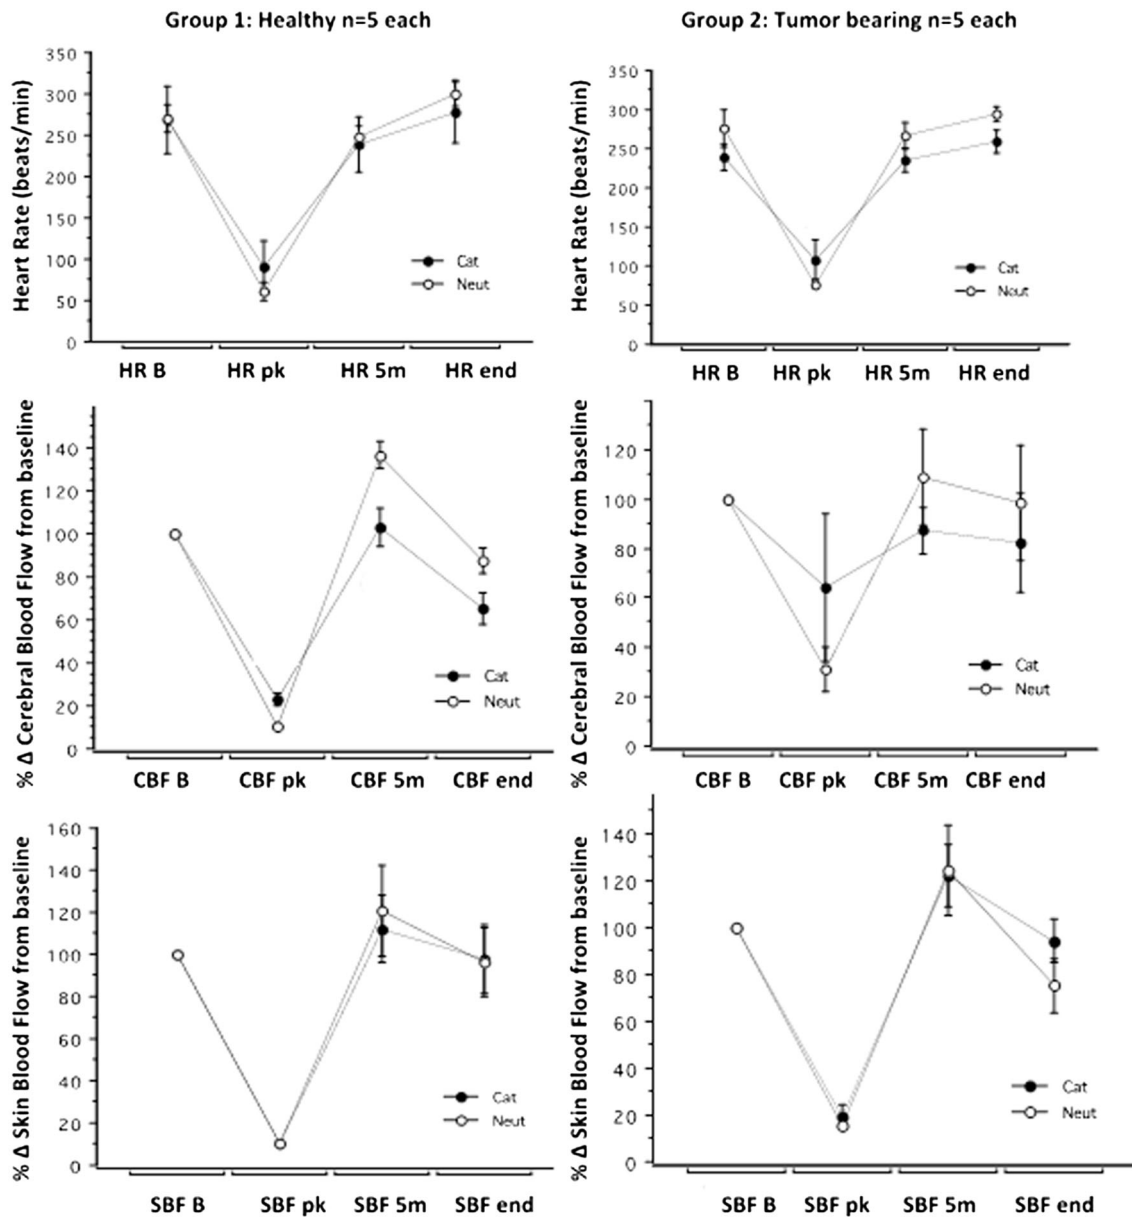 Group 1: Healthy n=5 each
Group 2: Tumor bearing n=5 each
Heart Rate (beats/min)
350
300
250
200
150
100
50
0
Cat
Neut
HR B HR pk HR 5m HR end
Heart Rate (beats/min)
350
300
250
200
150
100
50
0
Cat
Neut
HR B HR pk HR 5m HR end
% Δ Cerebral Blood Flow from baseline
140
120
100
80
60
40
20
0
Cat
Neut
CBF B CBF pk CBF 5m CBF end
% Δ Cerebral Blood Flow from baseline
120
100
80
60
40
20
0
Cat
Neut
CBF B CBF pk CBF 5m CBF end
% Δ Skin Blood Flow from baseline
160
140
120
100
80
60
40
20
0
Cat
Neut
SBF B SBF pk SBF 5m SBF end
% Δ Skin Blood Flow from baseline
140
120
100
80
60
40
20
0
Cat
Neut
SBF B SBF pk SBF 5m SBF end